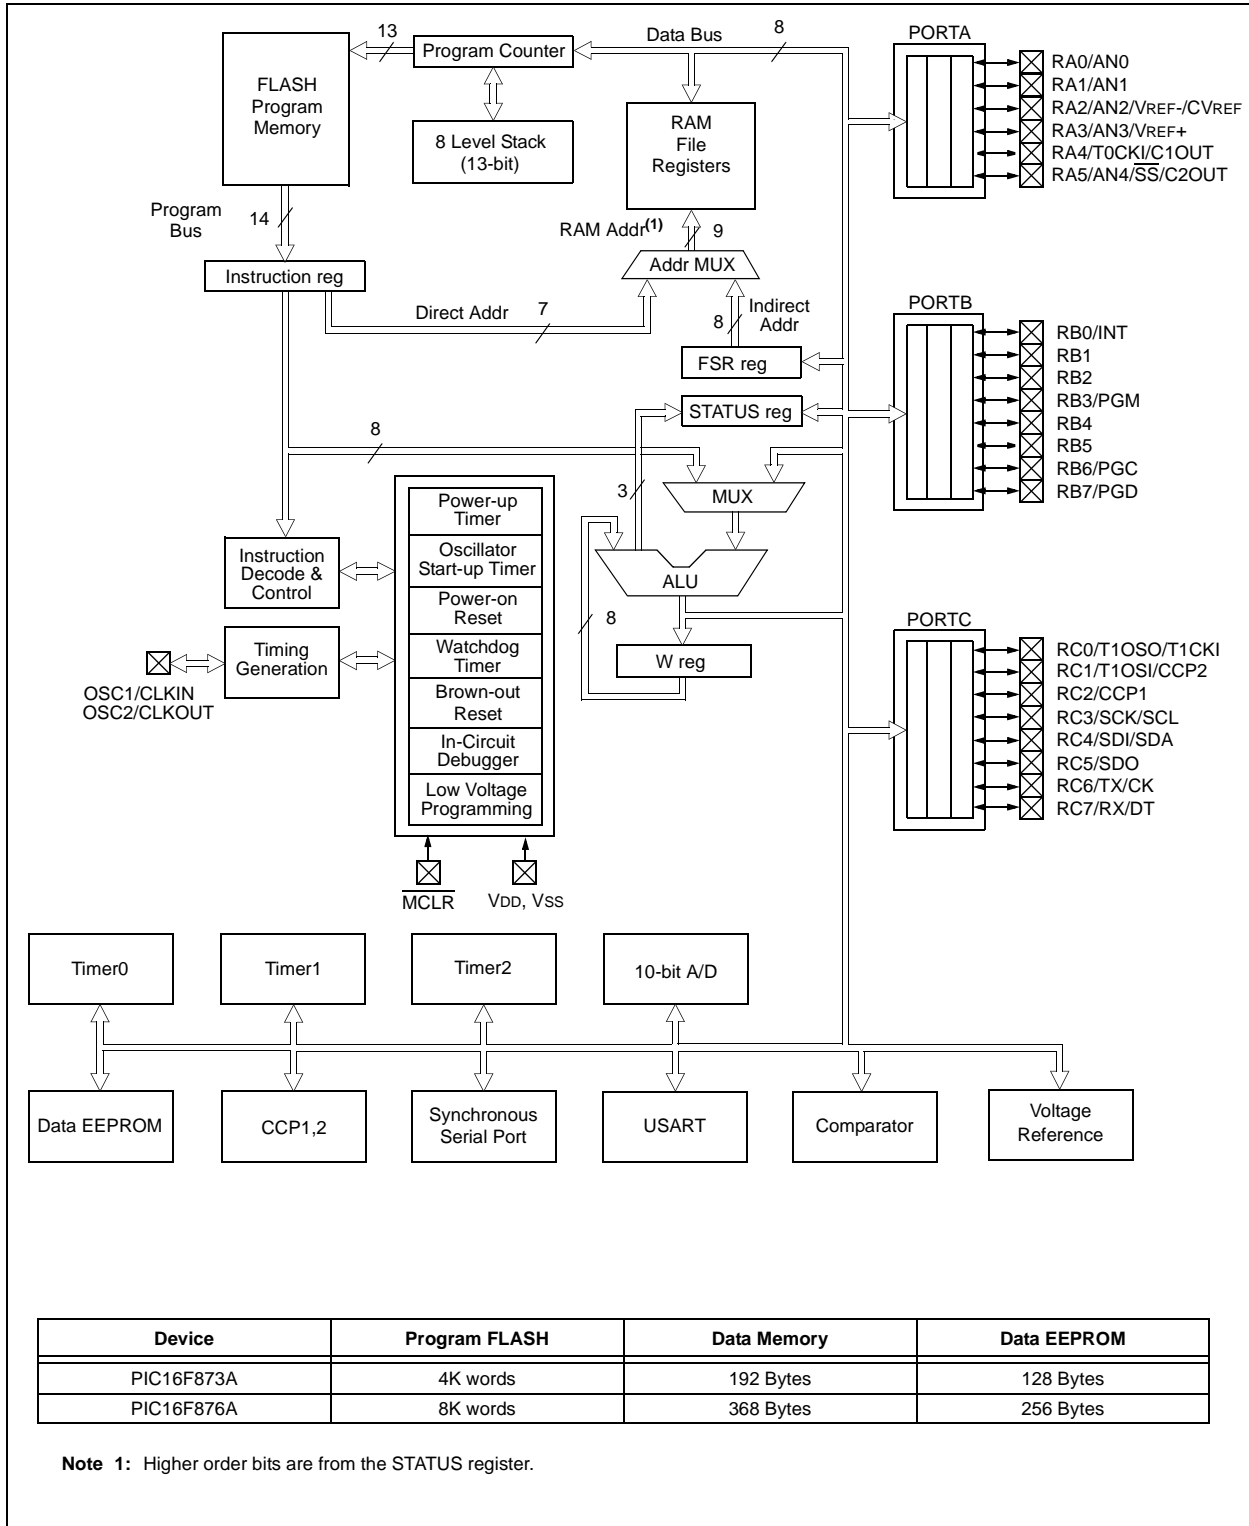 13
Program Counter
Data Bus
8
PORTA
FLASH
Program
Memory
8 Level Stack
(13-bit)
RAM
File
Registers
RA0/AN0
RA1/AN1
RA2/AN2/VREF-/CVREF
RA3/AN3/VREF+
RA4/T0CKI/C1OUT
RA5/AN4/SS/C2OUT
Program
Bus
14
RAM Addr(1)
9
Instruction reg
Addr MUX
Direct Addr
7
Indirect
Addr
8
FSR reg
STATUS reg
PORTB
RB0/INT
RB1
RB2
RB3/PGM
RB4
RB5
RB6/PGC
RB7/PGD
8
3
MUX
Power-up
Timer
Oscillator
Start-up Timer
Power-on
Reset
Watchdog
Timer
Brown-out
Reset
In-Circuit
Debugger
Low Voltage
Programming
Instruction
Decode &
Control
ALU
8
W reg
Timing
Generation
OSC1/CLKIN
OSC2/CLKOUT
MCLR
VDD, VSS
PORTC
RC0/T1OSO/T1CKI
RC1/T1OSI/CCP2
RC2/CCP1
RC3/SCK/SCL
RC4/SDI/SDA
RC5/SDO
RC6/TX/CK
RC7/RX/DT
Timer0
Timer1
Timer2
10-bit A/D
Data EEPROM
CCP1,2
Synchronous
Serial Port
USART
Comparator
Voltage
Reference
Device Program FLASH Data Memory Data EEPROM
PIC16F873A 4K words 192 Bytes 128 Bytes
PIC16F876A 8K words 368 Bytes 256 Bytes
Note 1: Higher order bits are from the STATUS register.